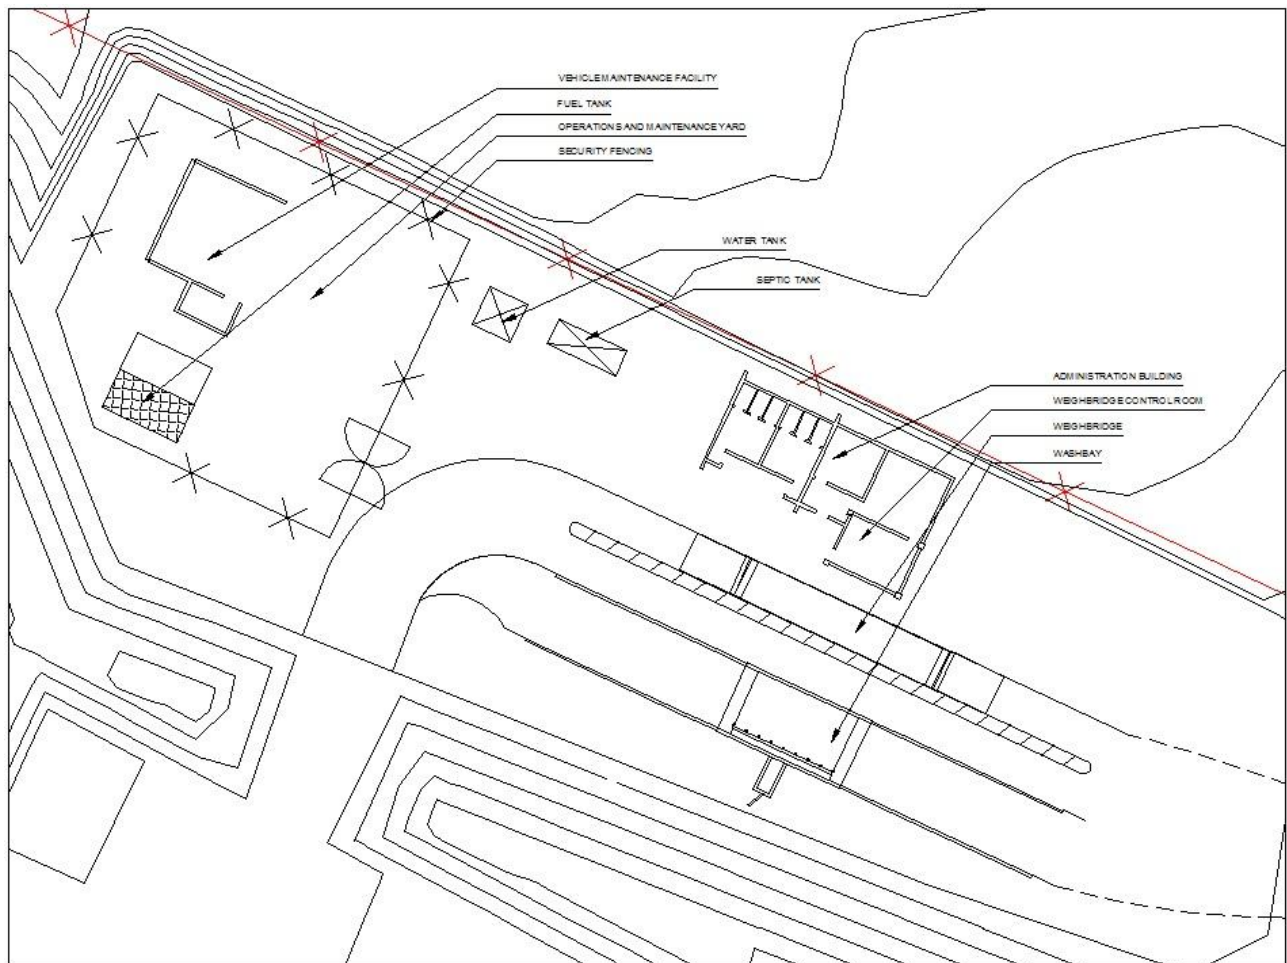 VEHICLE MAINTENANCE FACILITY
FUEL TANK
OPERATIONS AND MAINTENANCE YARD
SECURITY FENCING
WATER TANK
SEPTIC TANK
ADMINISTRATION BUILDING
WEIGHBRIDGE CONTROL ROOM
WEIGHBRIDGE
WASHBAY